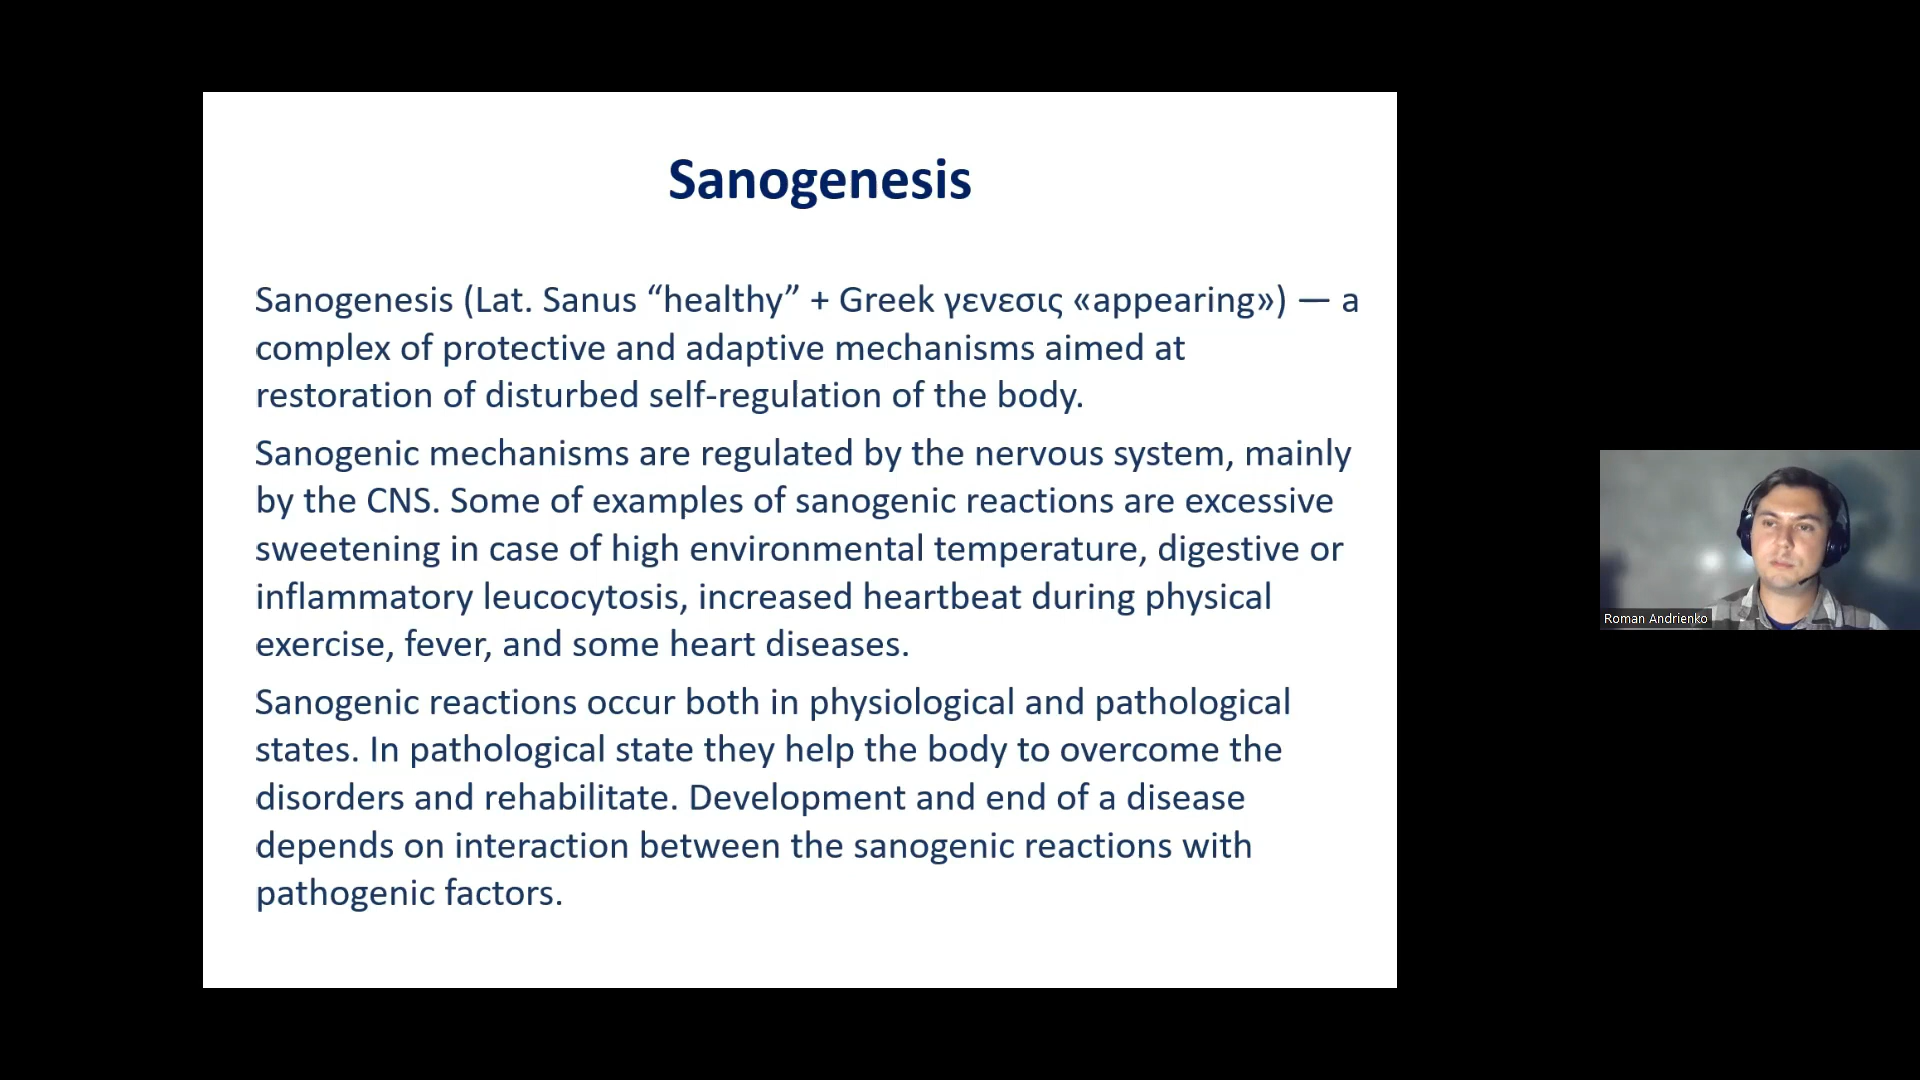 Sanogenesis
Sanogenesis (Lat. Sanus “healthy” + Greek γενεσις «appearing») — a
complex of protective and adaptive mechanisms aimed at
restoration of disturbed self-regulation of the body.
Sanogenic mechanisms are regulated by the nervous system, mainly
by the CNS. Some of examples of sanogenic reactions are excessive
sweetening in case of high environmental temperature, digestive or
inflammatory leucocytosis, increased heartbeat during physical
exercise, fever, and some heart diseases.
Sanogenic reactions occur both in physiological and pathological
states. In pathological state they help the body to overcome the
disorders and rehabilitate. Development and end of a disease
depends on interaction between the sanogenic reactions with
pathogenic factors.
Roman Andrienko